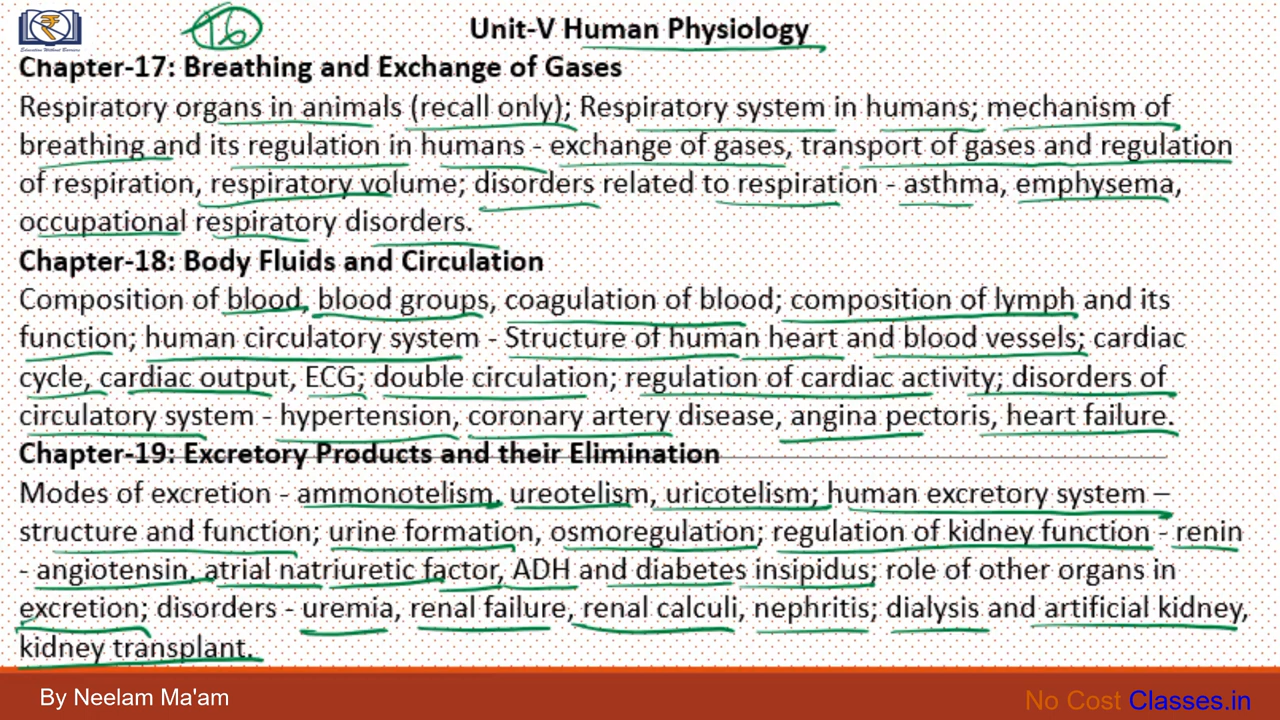 16
Unit-V Human Physiology
Education Without Barriers
Chapter-17: Breathing and Exchange of Gases
Respiratory organs in animals (recall only); Respiratory system in humans; mechanism of
breathing and its regulation in humans - exchange of gases, transport of gases and regulation
of respiration, respiratory volume; disorders related to respiration - asthma, emphysema,
occupational respiratory disorders.
Chapter-18: Body Fluids and Circulation
Composition of blood, blood groups, coagulation of blood; composition of lymph and its
function; human circulatory system - Structure of human heart and blood vessels; cardiac
cycle, cardiac output, ECG; double circulation; regulation of cardiac activity; disorders of
circulatory system - hypertension, coronary artery disease, angina pectoris, heart failure.
Chapter-19: Excretory Products and their Elimination
Modes of excretion - ammonotelism, ureotelism, uricotelism; human excretory system –
structure and function; urine formation, osmoregulation; regulation of kidney function - renin
- angiotensin, atrial natriuretic factor, ADH and diabetes insipidus; role of other organs in
excretion; disorders - uremia, renal failure, renal calculi, nephritis; dialysis and artificial kidney,
kidney transplant.
By Neelam Ma'am
No Cost Classes.in